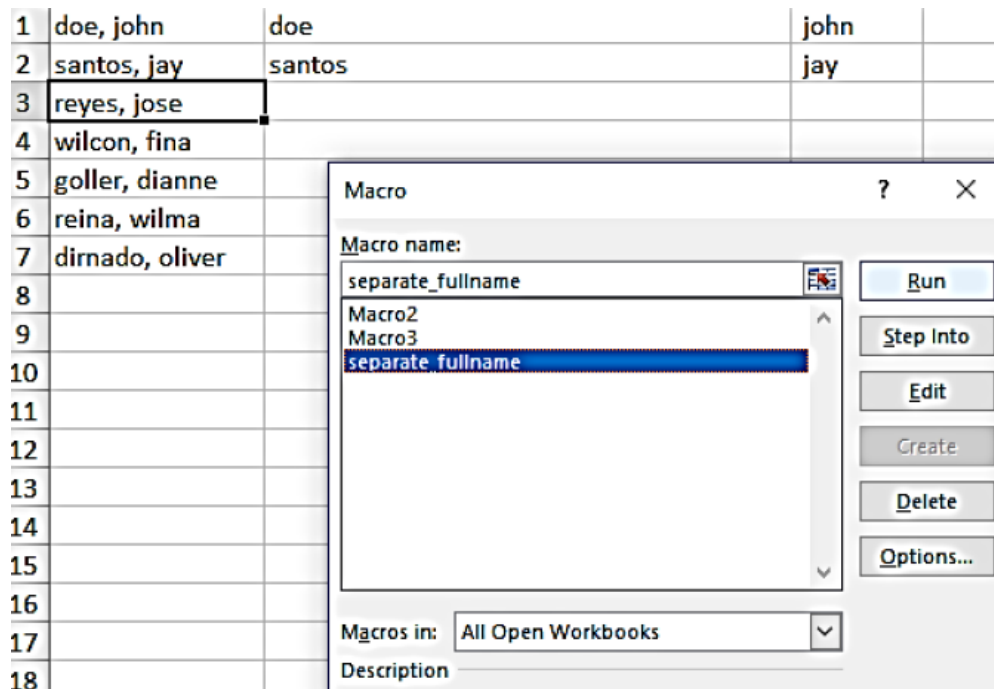 1 doe, john doe john
2 santos, jay santos jay
3 reyes, jose
4 wilcon, fina
5 goller, dianne
6 reina, wilma
7 dirnado, oliver
8
9
10
11
12
13
14
15
16
17
18
Macro ? X
Macro name:
separate_fullname
Macro2
Macro3
separate_fullname
Run
Step Into
Edit
Create
Delete
Options...
Macros in: All Open Workbooks
Description